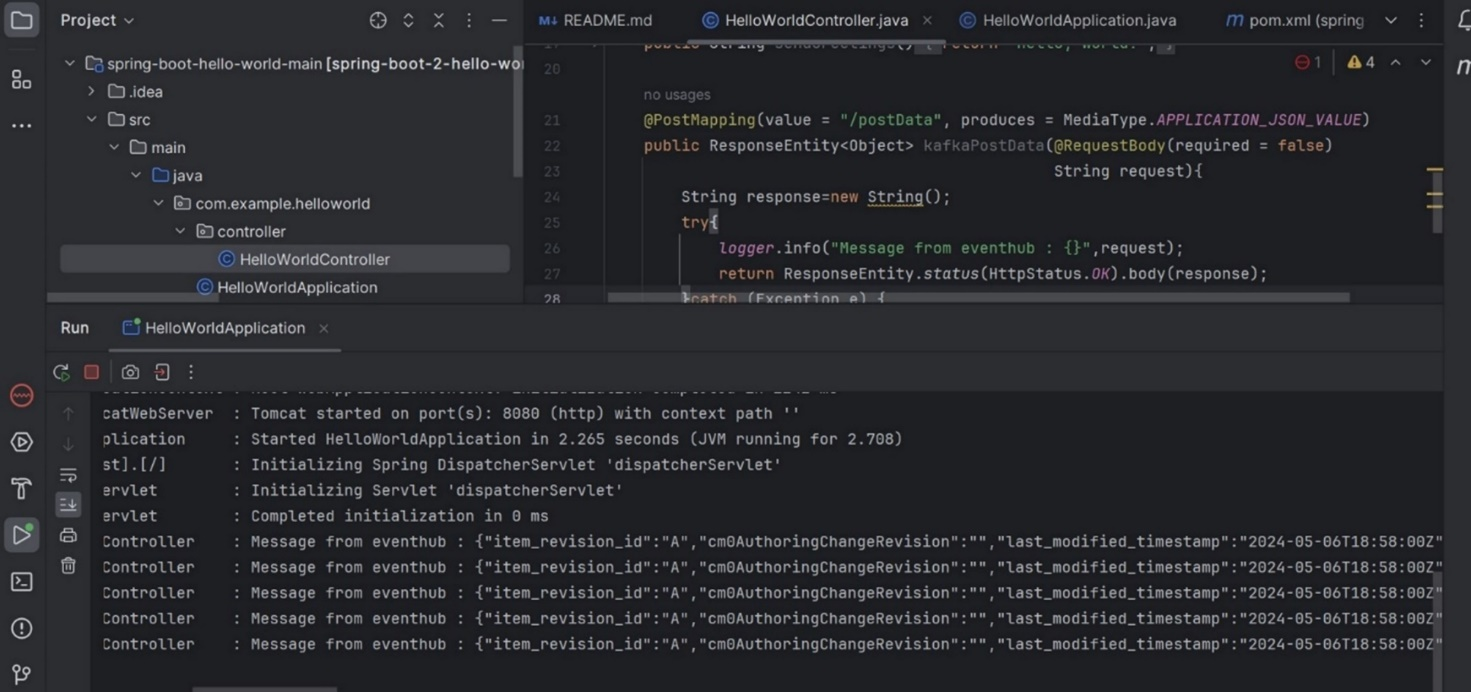 Project
README.md
HelloWorldController.java
HelloWorldApplication.java
pom.xml (spring
spring-boot-hello-world-main [spring-boot-2-hello-wo
.idea
src
main
java
com.example.helloworld
controller
HelloWorldController
HelloWorldApplication
1
4
20
no usages
21 @PostMapping(value = "/postData", produces = MediaType.APPLICATION_JSON_VALUE)
22 public ResponseEntity<Object> kafkaPostData(@RequestBody(required = false)
23 String request){
24 String response=new String();
25 try{
26 logger.info("Message from eventhub : {}",request);
27 return ResponseEntity.status(HttpStatus.OK).body(response);
28 }catch (Exception e) {
Run
HelloWorldApplication
catWebServer : Tomcat started on port(s): 8080 (http) with context path ''
plication : Started HelloWorldApplication in 2.265 seconds (JVM running for 2.708)
st].[/] : Initializing Spring DispatcherServlet 'dispatcherServlet'
ervlet : Initializing Servlet 'dispatcherServlet'
ervlet : Completed initialization in 0 ms
Controller : Message from eventhub : {"item_revision_id":"A","cm0AuthoringChangeRevision":"","last_modified_timestamp":"2024-05-06T18:58:00Z"
Controller : Message from eventhub : {"item_revision_id":"A","cm0AuthoringChangeRevision":"","last_modified_timestamp":"2024-05-06T18:58:00Z
Controller : Message from eventhub : {"item_revision_id":"A","cm0AuthoringChangeRevision":"","last_modified_timestamp":"2024-05-06T18:58:00Z
Controller : Message from eventhub : {"item_revision_id":"A","cm0AuthoringChangeRevision":"","last_modified_timestamp":"2024-05-06T18:58:00Z
Controller : Message from eventhub : {"item_revision_id":"A","cm0AuthoringChangeRevision":"","last_modified_timestamp":"2024-05-06T18:58:00Z